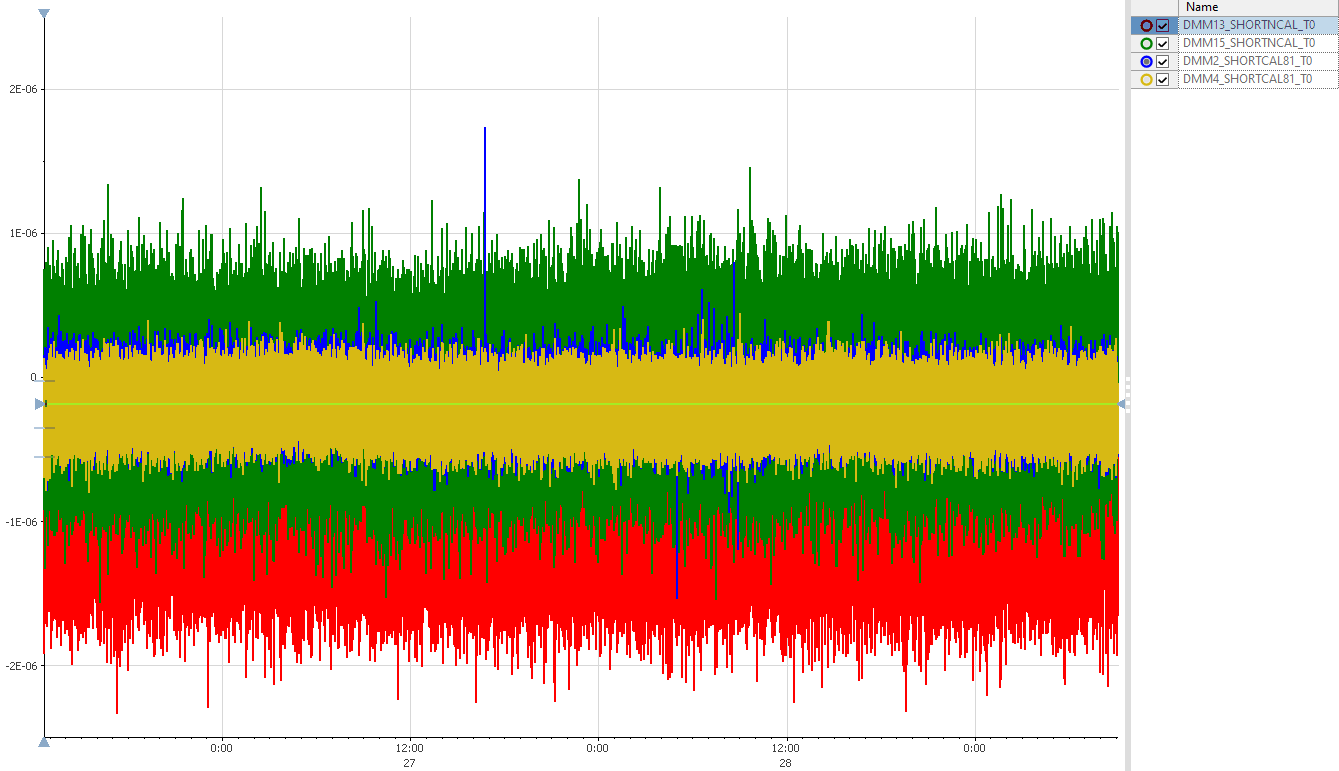 Name
DMM13_SHORTNCAL_T0
DMM15_SHORTNCAL_T0
DMM2_SHORTCAL81_T0
DMM4_SHORTCAL81_T0
2E-06
1E-06
0
-1E-06
-2E-06
0:00 12:00 0:00 12:00 0:00
27 28